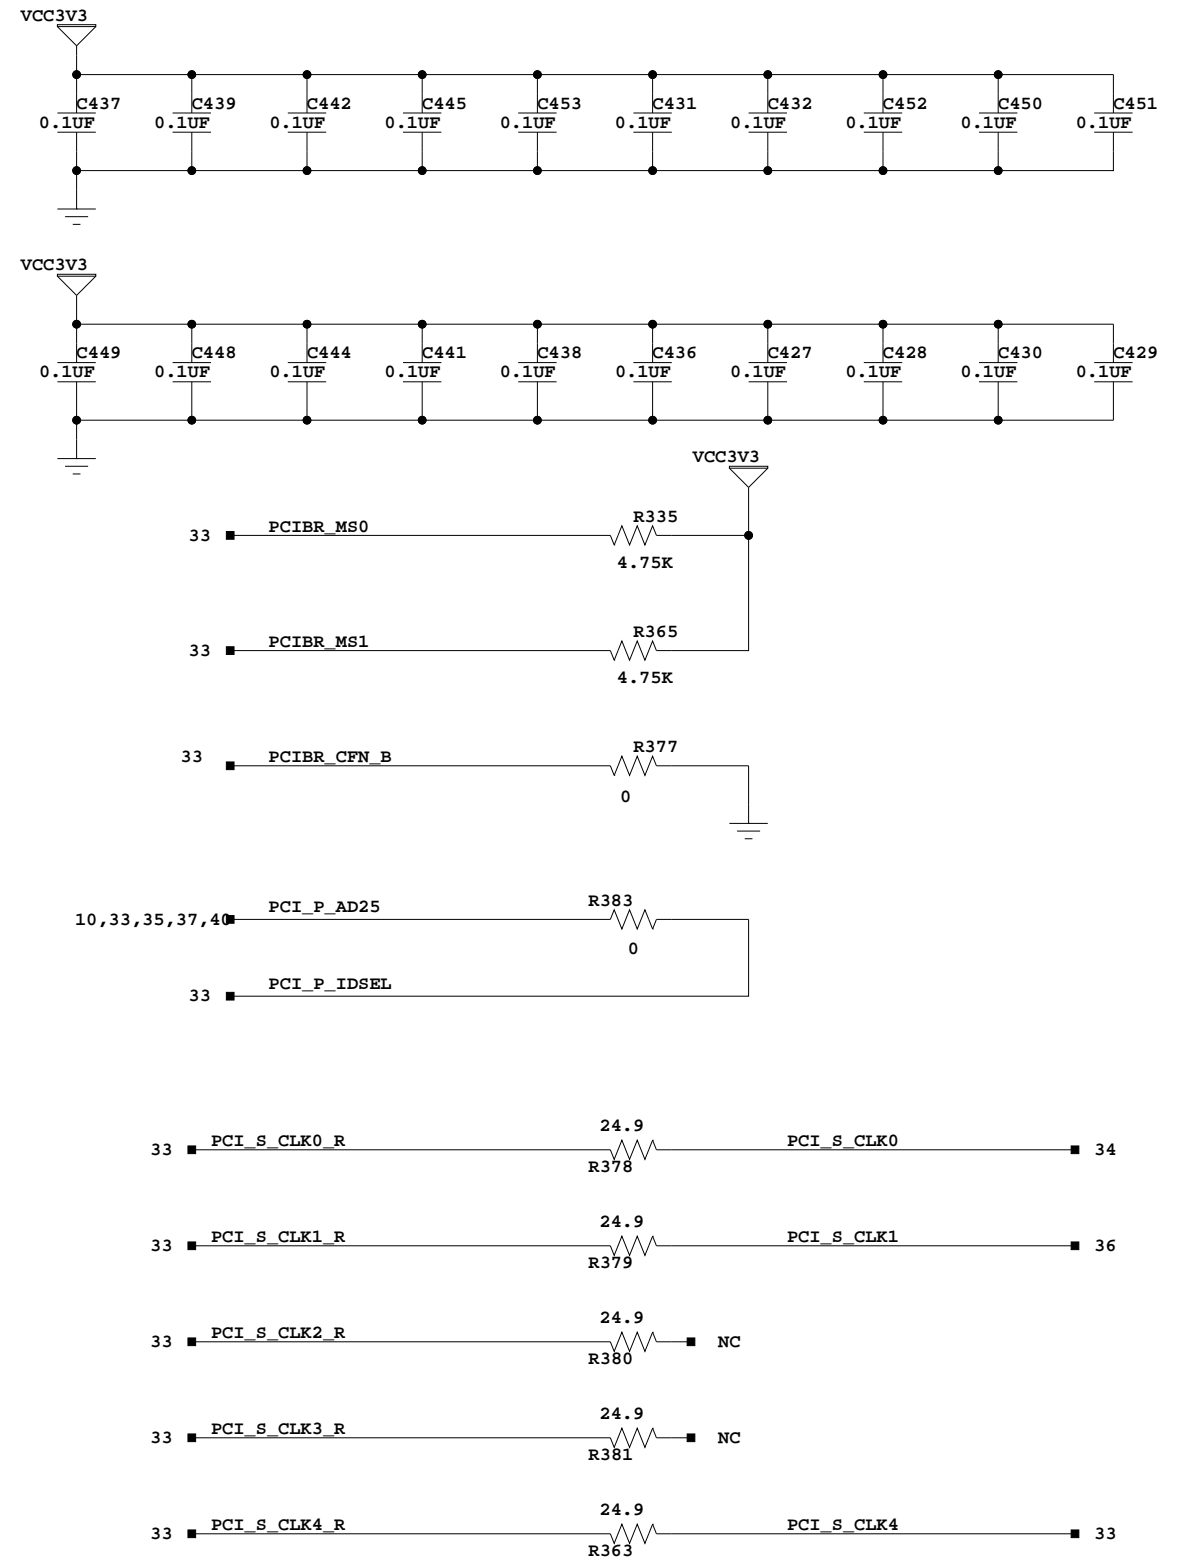 VCC3V3
C437 C439 C442 C445 C453 C431 C432 C452 C450 C451
0.1UF 0.1UF 0.1UF 0.1UF 0.1UF 0.1UF 0.1UF 0.1UF 0.1UF 0.1UF
VCC3V3
C449 C448 C444 C441 C438 C436 C427 C428 C430 C429
0.1UF 0.1UF 0.1UF 0.1UF 0.1UF 0.1UF 0.1UF 0.1UF 0.1UF 0.1UF
VCC3V3
33 PCIBR_MS0 R335
4.75K
33 PCIBR_MS1 R365
4.75K
33 PCIBR_CFN_B R377
0
10,33,35,37,40 PCI_P_AD25 R383
0
33 PCI_P_IDSEL
24.9
33 PCI_S_CLK0_R PCI_S_CLK0 34
R378
24.9
33 PCI_S_CLK1_R PCI_S_CLK1 36
R379
24.9
33 PCI_S_CLK2_R NC
R380
24.9
33 PCI_S_CLK3_R NC
R381
24.9
33 PCI_S_CLK4_R PCI_S_CLK4 33
R363